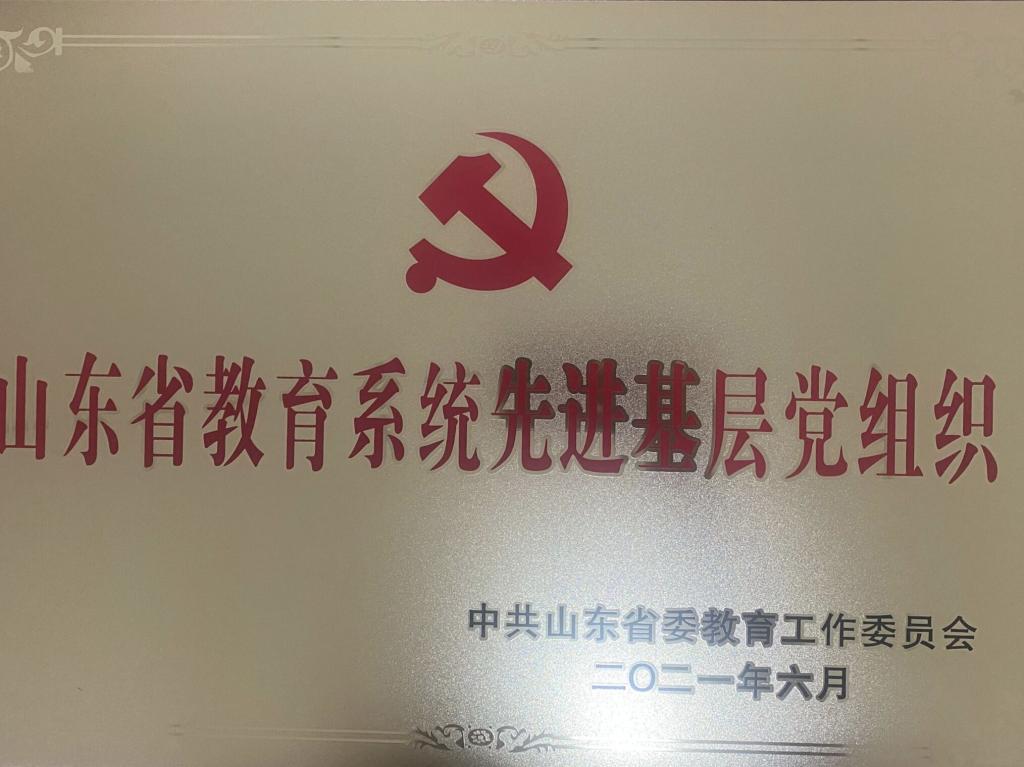 山东省教育系统先进基层党组织
中共山东省委教育工作委员会
二〇二一年六月